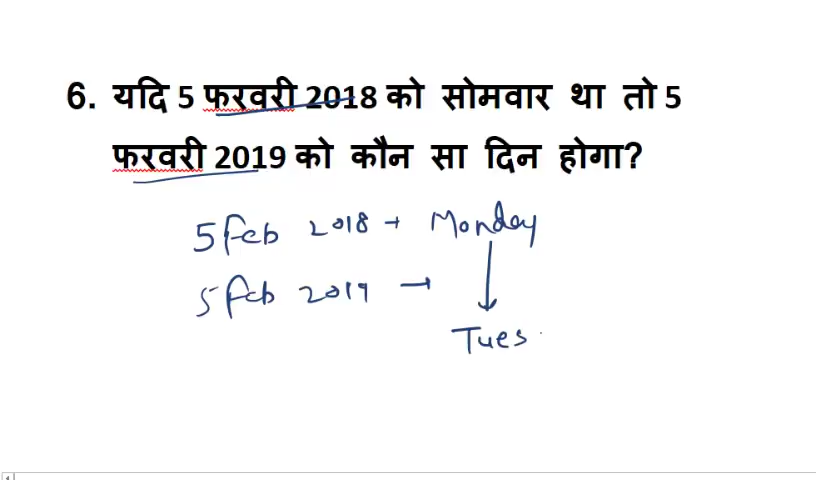 6. यदि 5 फरवरी 2018 को सोमवार था तो 5
फरवरी 2019 को कौन सा दिन होगा?
5 Feb 2018 → Monday
5 Feb 2019 →
Tues